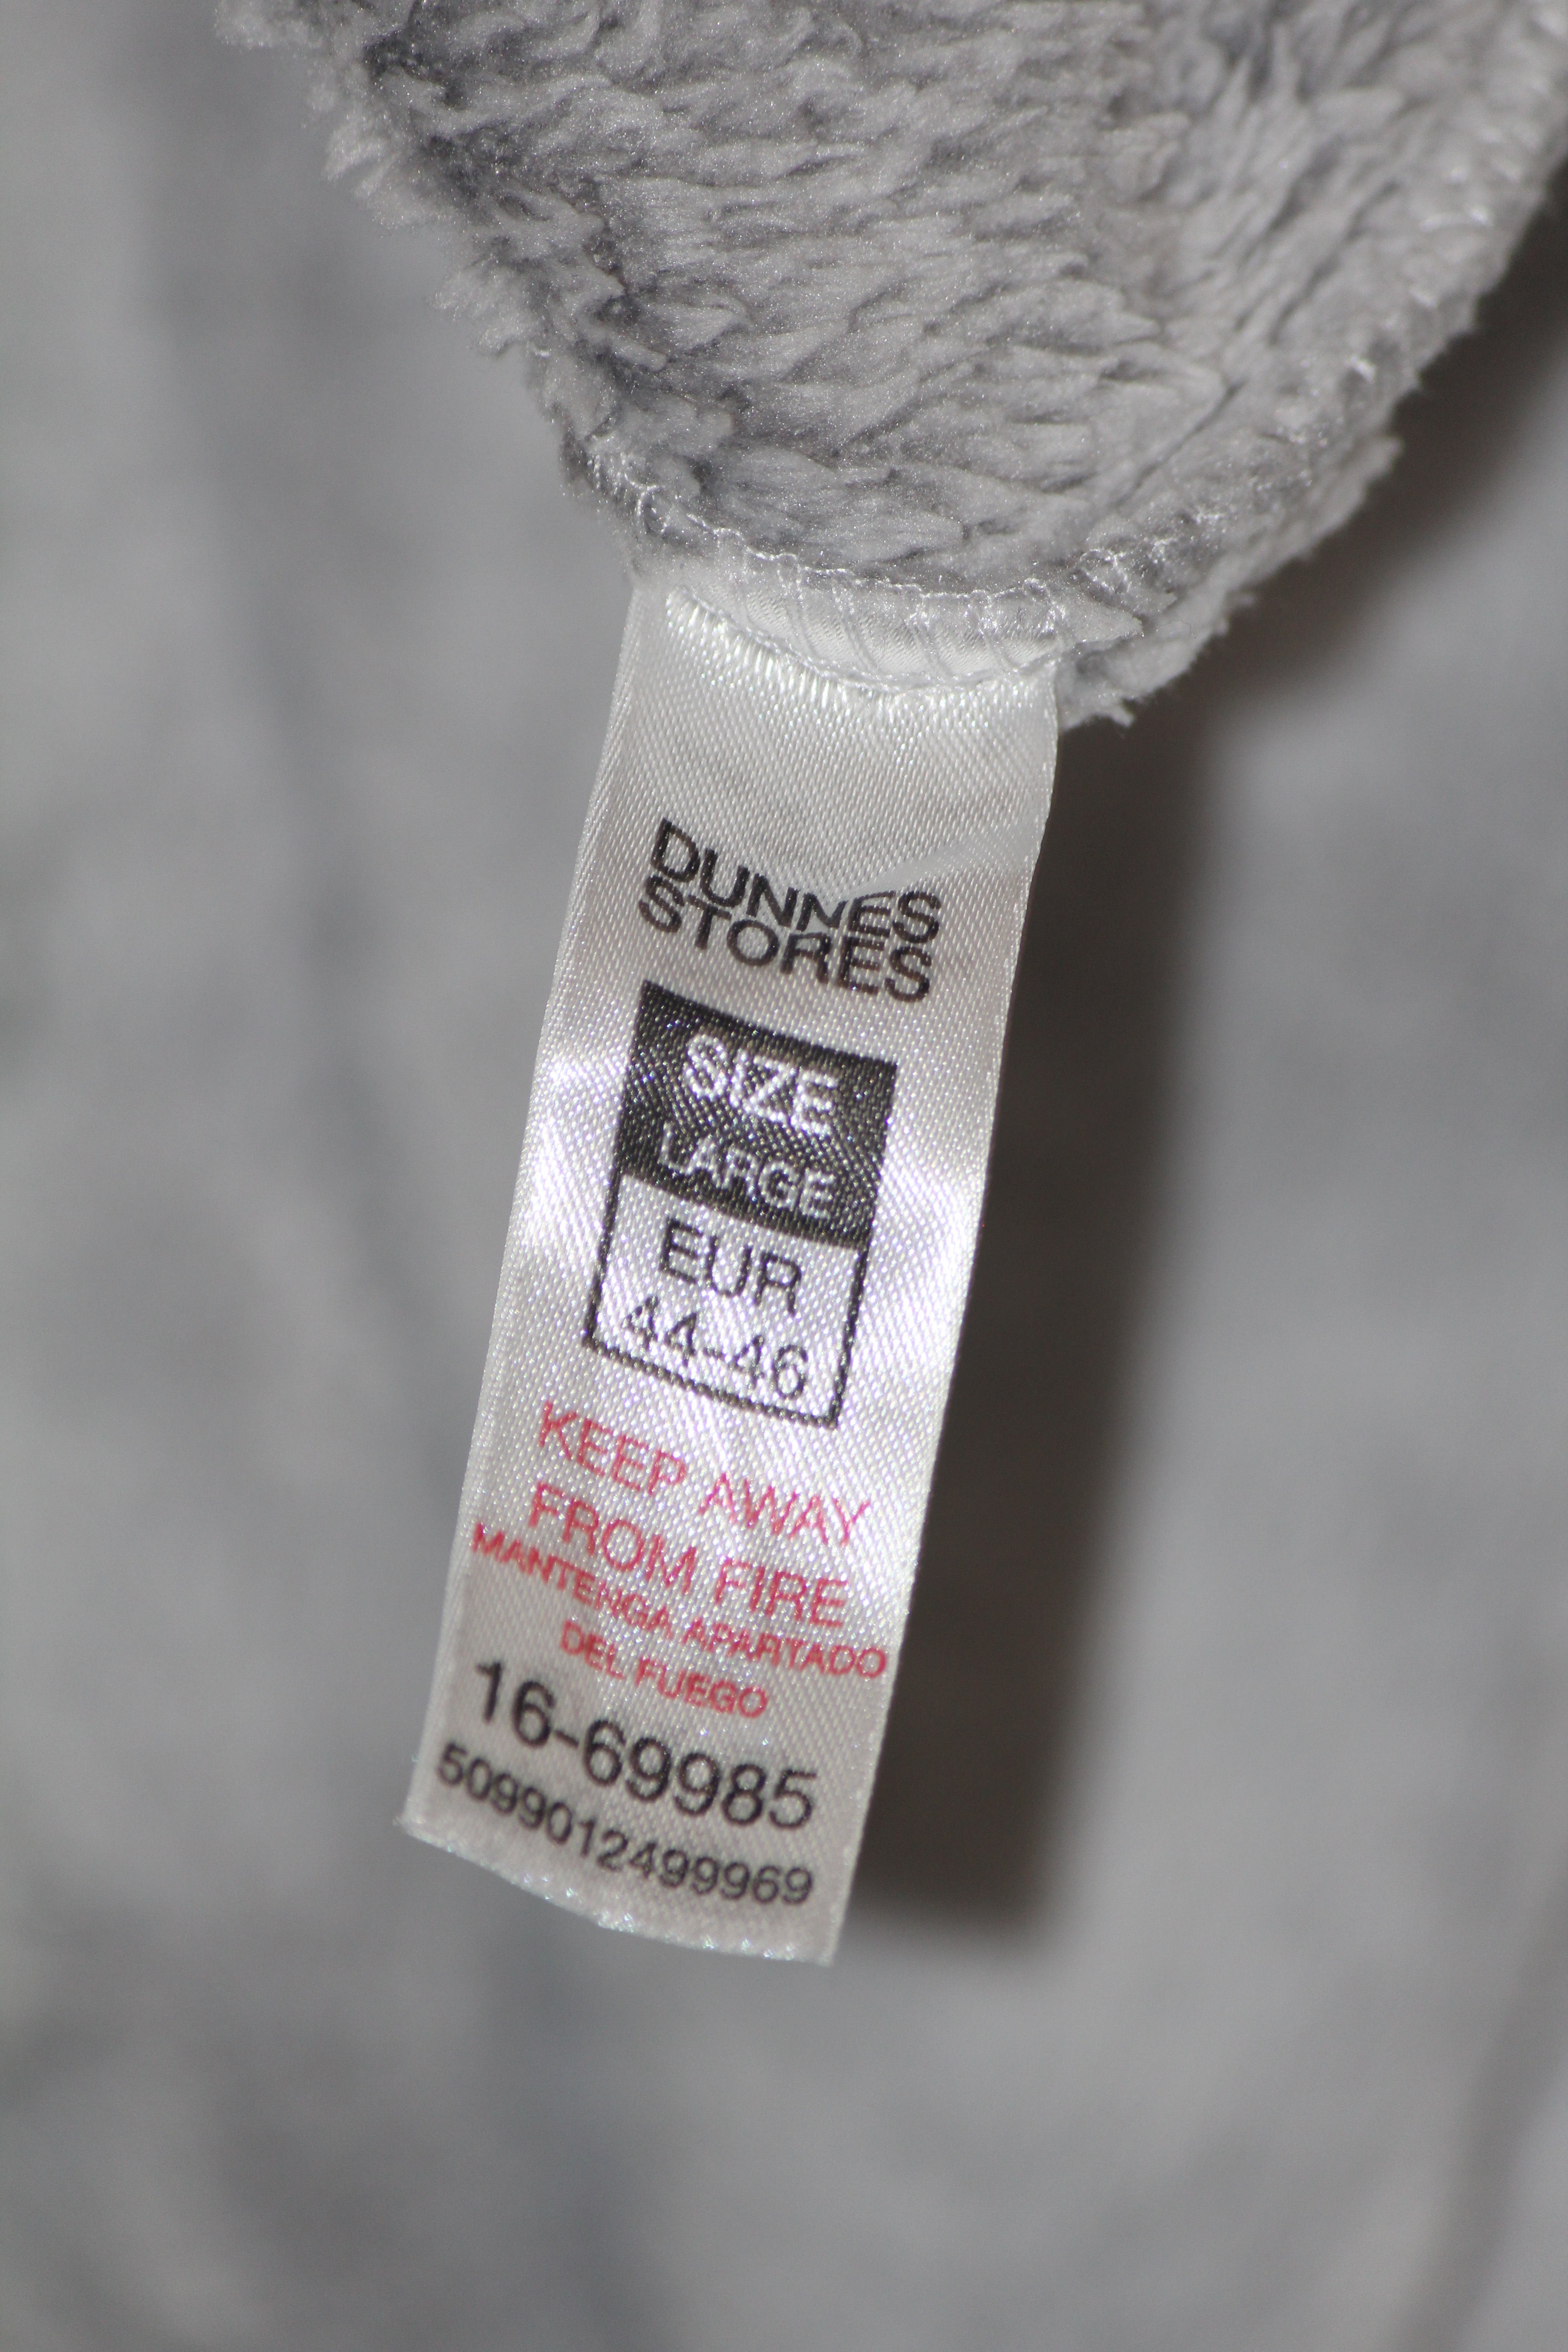 DUNNES
STORES
SIZE
LARGE
EUR
44-46
KEEP AWAY
FROM FIRE
MANTENGA APARTADO
DEL FUEGO
16-69985
5099012499969